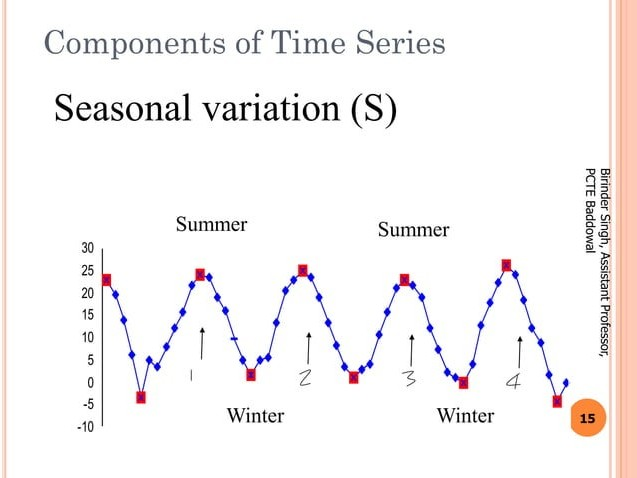 Components of Time Series
Seasonal variation (S)
Birinder Singh, Assistant Professor,
PCTE Baddowal
Summer
Summer
30
25
20
15
10
5
0
-5
-10
1
2
3
4
Winter
Winter
15